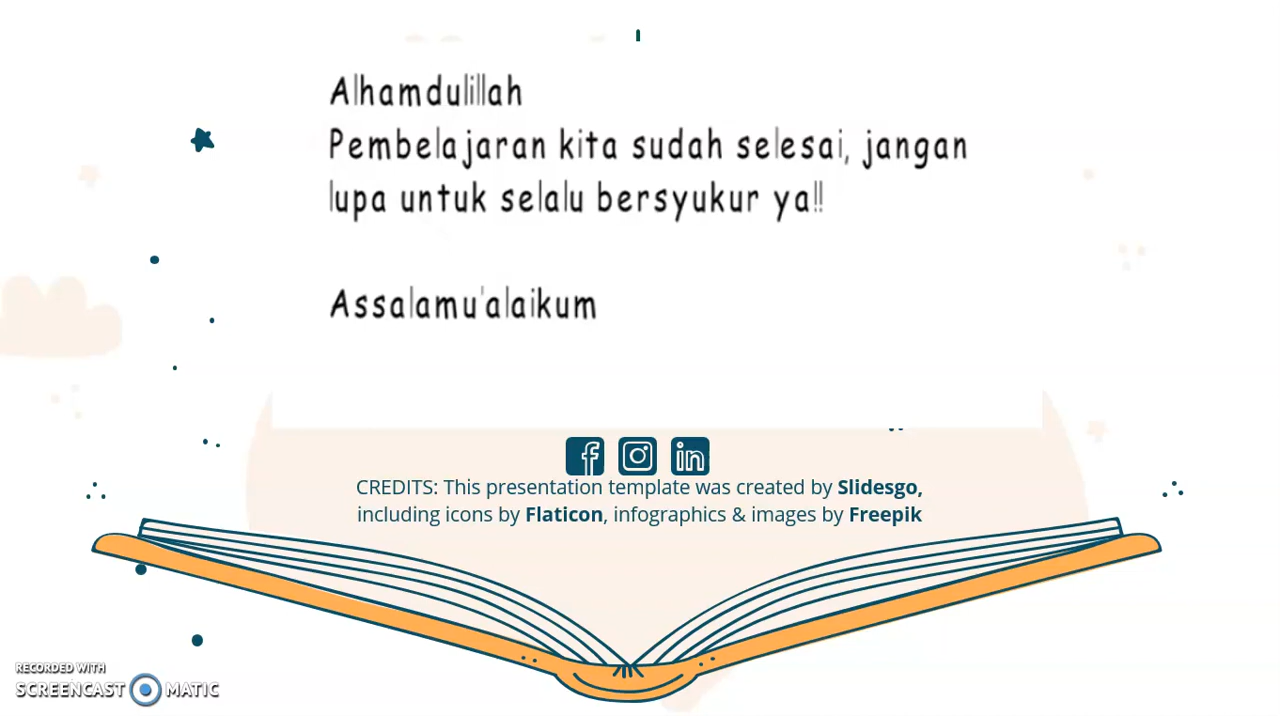 Alhamdulillah
Pembelajaran kita sudah selesai, jangan
lupa untuk selalu bersyukur ya!!
Assalamu'alaikum
CREDITS: This presentation template was created by Slidesgo,
including icons by Flaticon, infographics & images by Freepik
RECORDED WITH
SCREENCAST MATIC